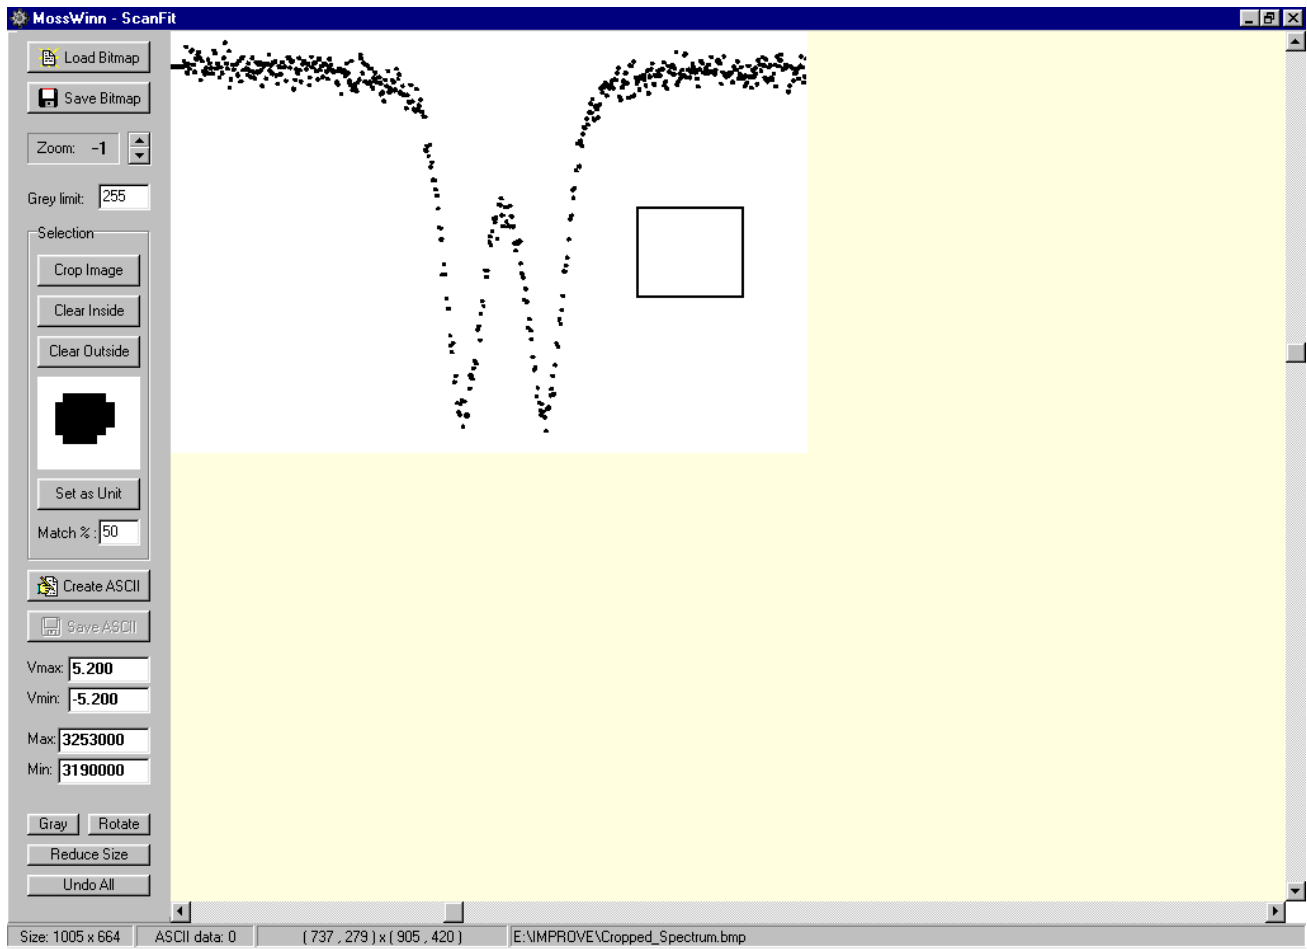 MossWinn - ScanFit
Load Bitmap
Save Bitmap
Zoom: -1
Grey limit: 255
Selection
Crop Image
Clear Inside
Clear Outside
Set as Unit
Match % : 50
Create ASCII
Save ASCII
Vmax: 5.200
Vmin: -5.200
Max: 3253000
Min: 3190000
Gray Rotate
Reduce Size
Undo All
Size: 1005 x 664 ASCII data: 0 ( 737 , 279 ) x ( 905 , 420 ) E:\IMPROVE\Cropped_Spectrum.bmp